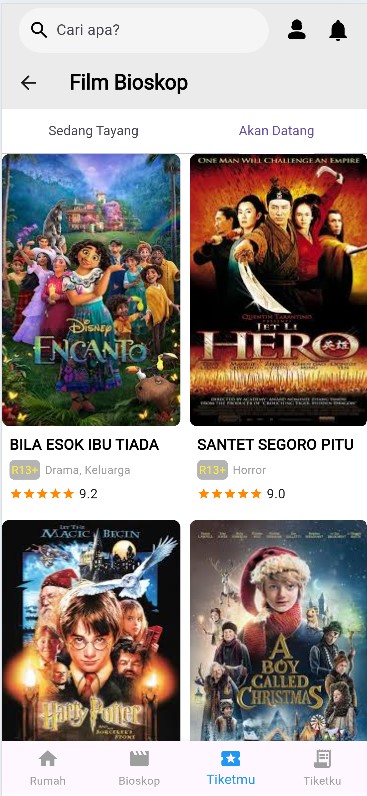 Cari apa?
Film Bioskop
Sedang Tayang
Akan Datang
Disney
ENCANTO
ONE MAN WILL CHALLENGE AN EMPIRE
QUENTIN TARANTINO
JET LI
HERO
英雄
BILA ESOK IBU TIADA
R13+ Drama, Keluarga
9.2
SANTET SEGORO PITU
R13+ Horror
9.0
LET THE
MAGIC BEGIN
Harry Potter
A
BOY
CALLED
CHRISTMAS
Rumah
Bioskop
Tiketmu
Tiketku